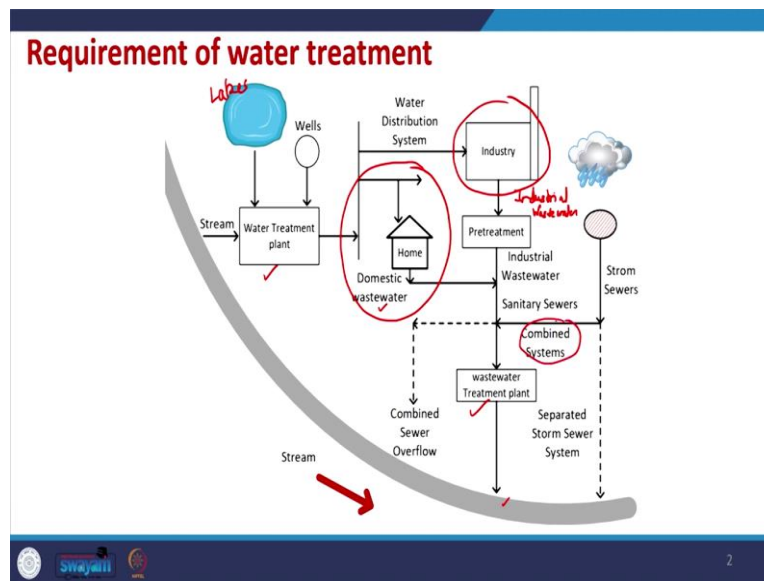 Requirement of water treatment
Lakes
Wells
Water
Distribution
System
Industry
Stream
Water Treatment
plant
Home
Domestic
wastewater
Industrial
Wastewater
Pretreatment
Industrial
Wastewater
Sanitary Sewers
Strom
Sewers
Combined
Systems
wastewater
Treatment plant
Combined
Sewer
Overflow
Separated
Storm Sewer
System
Stream
swayam
2